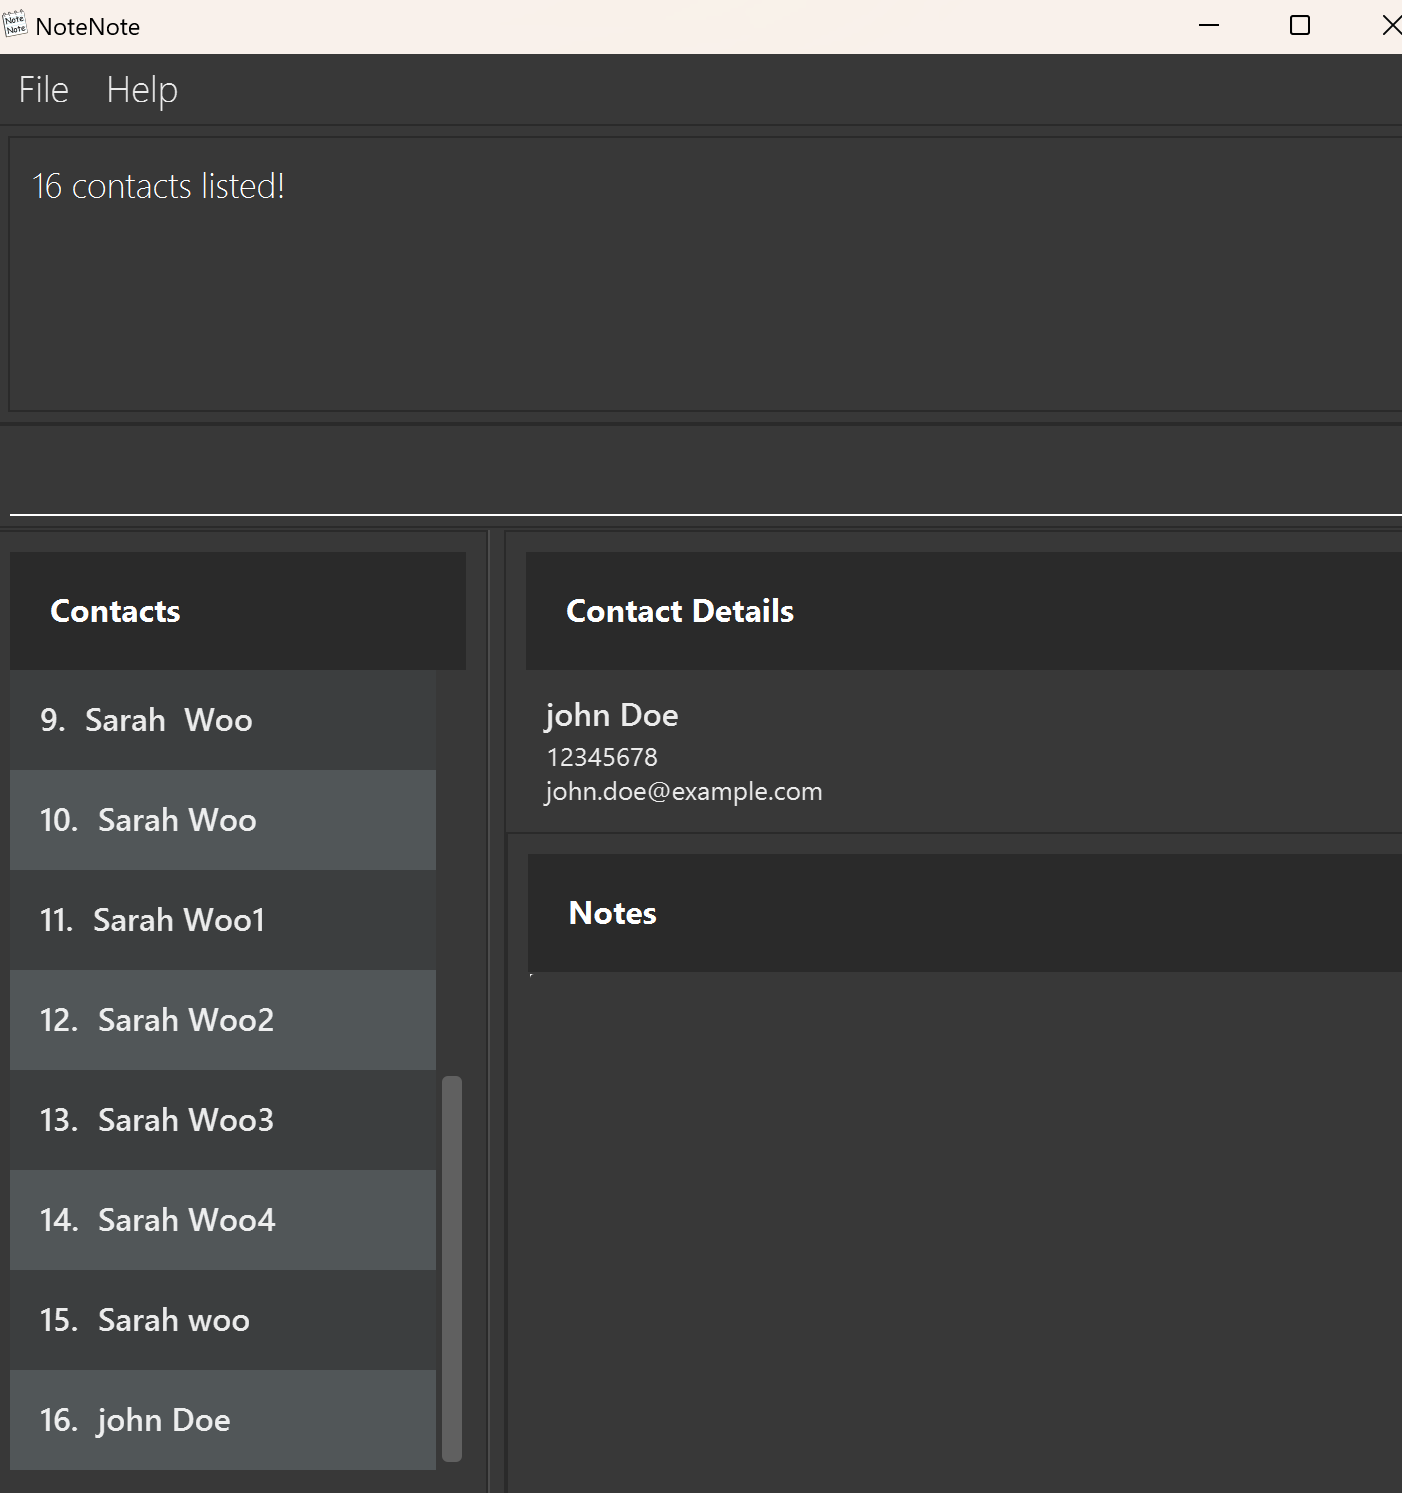 Note
Note
NoteNote
File Help
16 contacts listed!
Contacts
9. Sarah  Woo
10. Sarah Woo
11. Sarah Woo1
12. Sarah Woo2
13. Sarah Woo3
14. Sarah Woo4
15. Sarah woo
16. john Doe
Contact Details
john Doe
12345678
john.doe@example.com
Notes